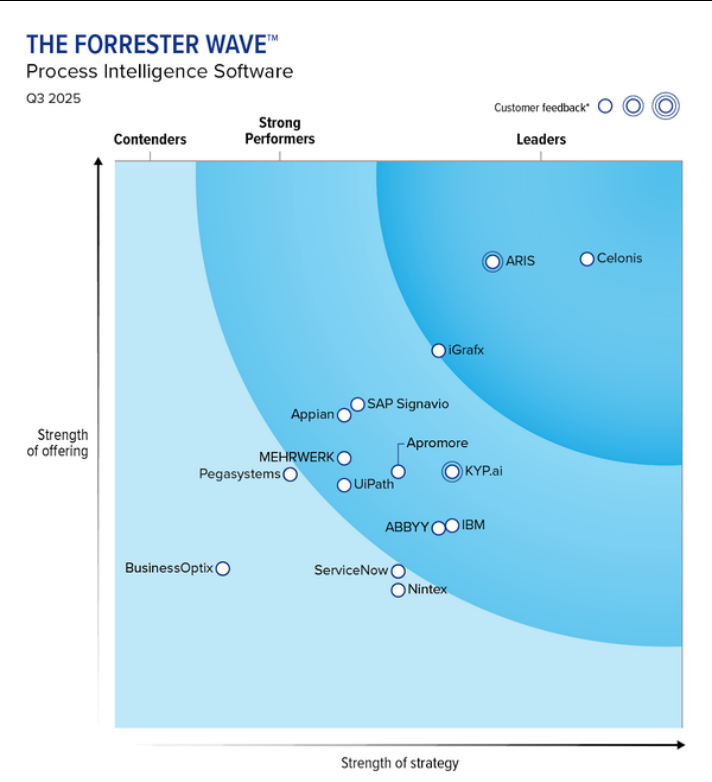 THE FORRESTER WAVE™
Process Intelligence Software
Q3 2025
Customer feedback*
Contenders
Strong
Performers
Leaders
ARIS
Celonis
iGrafx
SAP Signavio
Appian
Strength
of offering
Apromore
MEHRWERK
Pegasystems
KYP.ai
UiPath
ABBYY
IBM
BusinessOptix
ServiceNow
Nintex
Strength of strategy